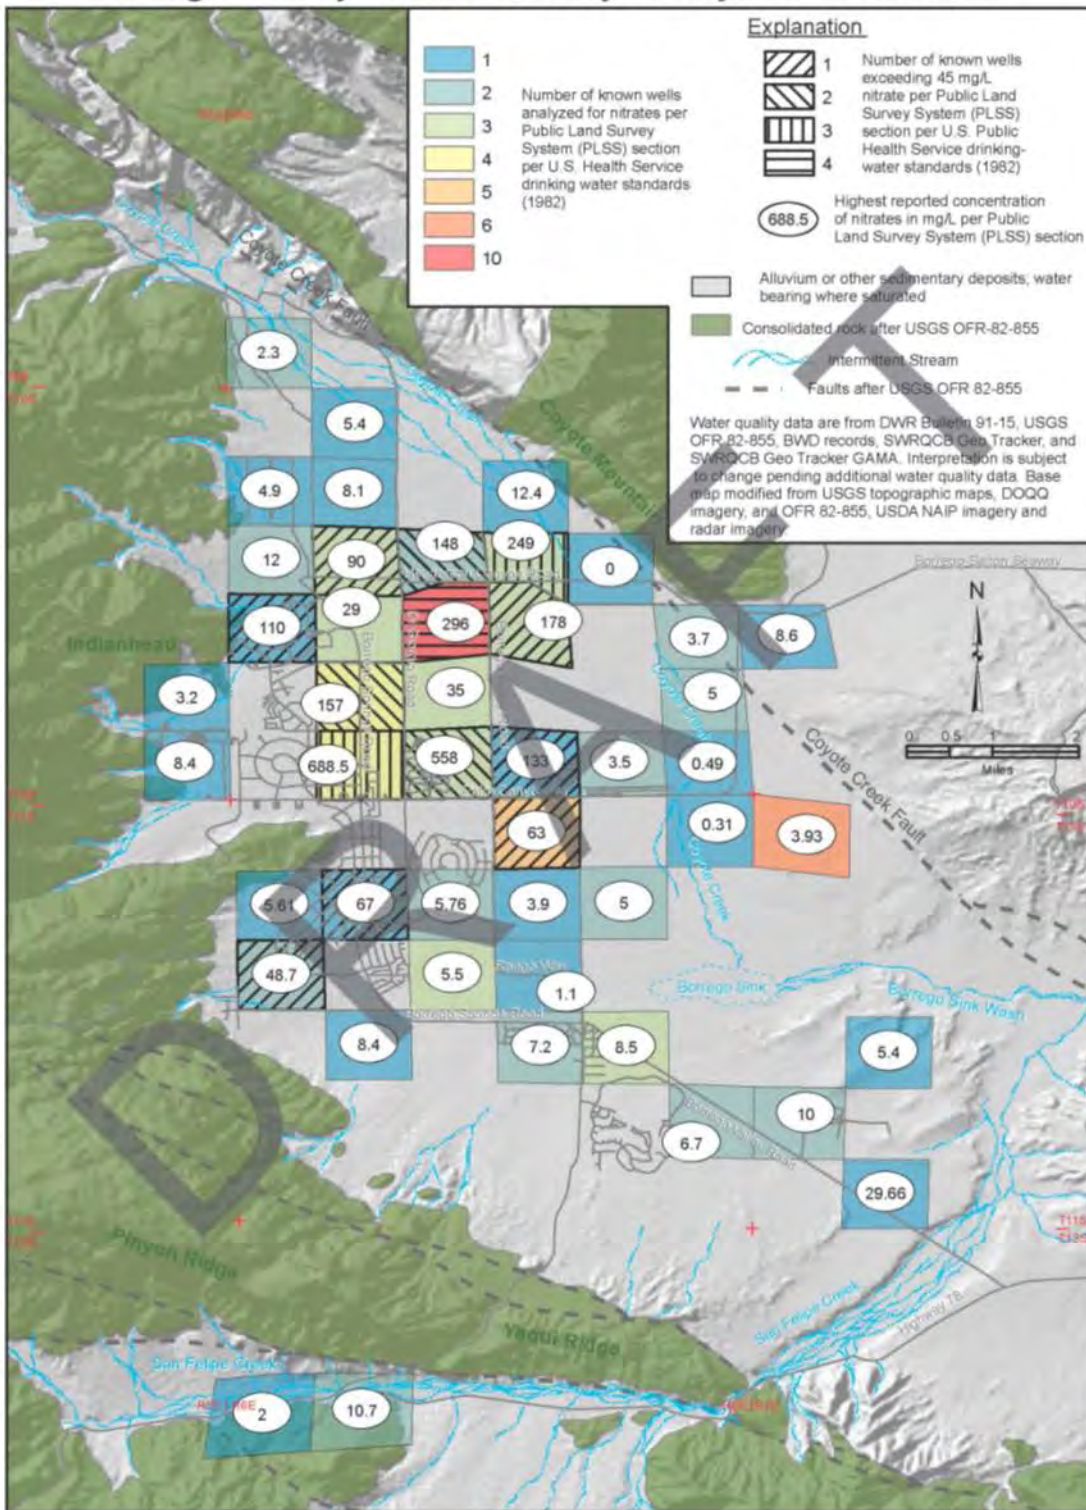 Explanation
1
2
3
4
5
6
10
Number of known wells
analyzed for nitrates per
Public Land Survey
System (PLSS) section
per U.S. Health Service
drinking water standards
(1982)
1
2
3
4
Number of known wells
exceeding 45 mg/L
nitrate per Public Land
Survey System (PLSS)
section per U.S. Public
Health Service drinking-
water standards (1982)
688.5
Highest reported concentration
of nitrates in mg/L per Public
Land Survey System (PLSS) section
Alluvium or other sedimentary deposits; water
bearing where saturated
Consolidated rock after USGS OFR-82-855
Intermittent Stream
Faults after USGS OFR 82-855
Water quality data are from DWR Bulletin 91-15, USGS
OFR-82-855, BWD records, SWRQCB Geo Tracker, and
SWRQCB Geo Tracker GAMA. Interpretation is subject
to change pending additional water quality data. Base
map modified from USGS topographic maps, DOQQ
imagery, and OFR 82-855, USDA NAIP imagery and
radar imagery.
Coyote Creek
Coyote Creek Fault
Coyote Mountain
2.3
5.4
4.9
8.1
12.4
12
90
148
249
0
Borrego Salton Seaway
N
110
29
296
178
3.7
8.6
Indianhead
3.2
157
35
5
8.4
688.5
558
133
3.5
0.49
0 0.5 1 2
Miles
Coyote Creek Fault
63
0.31
3.93
5.61
67
5.76
3.9
5
48.7
5.5
1.1
Borrego Sink
Borrego Sink Wash
8.4
7.2
8.5
5.4
10
6.7
29.66
T11S
T12S
Pinyon Ridge
Yaqui Ridge
San Felipe Creek
Highway 78
San Felipe Creek
2
10.7
DRAFT